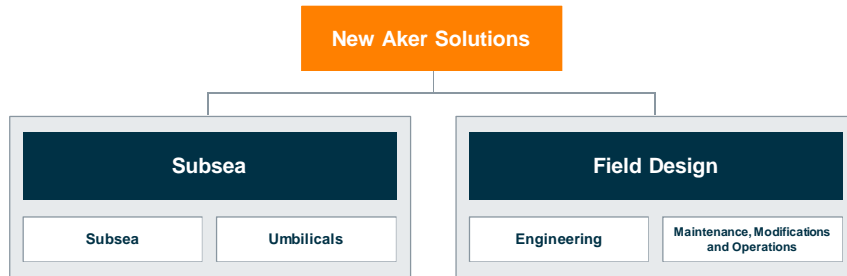 New Aker Solutions
Subsea
Field Design
Subsea
Umbilicals
Engineering
Maintenance, Modifications
and Operations